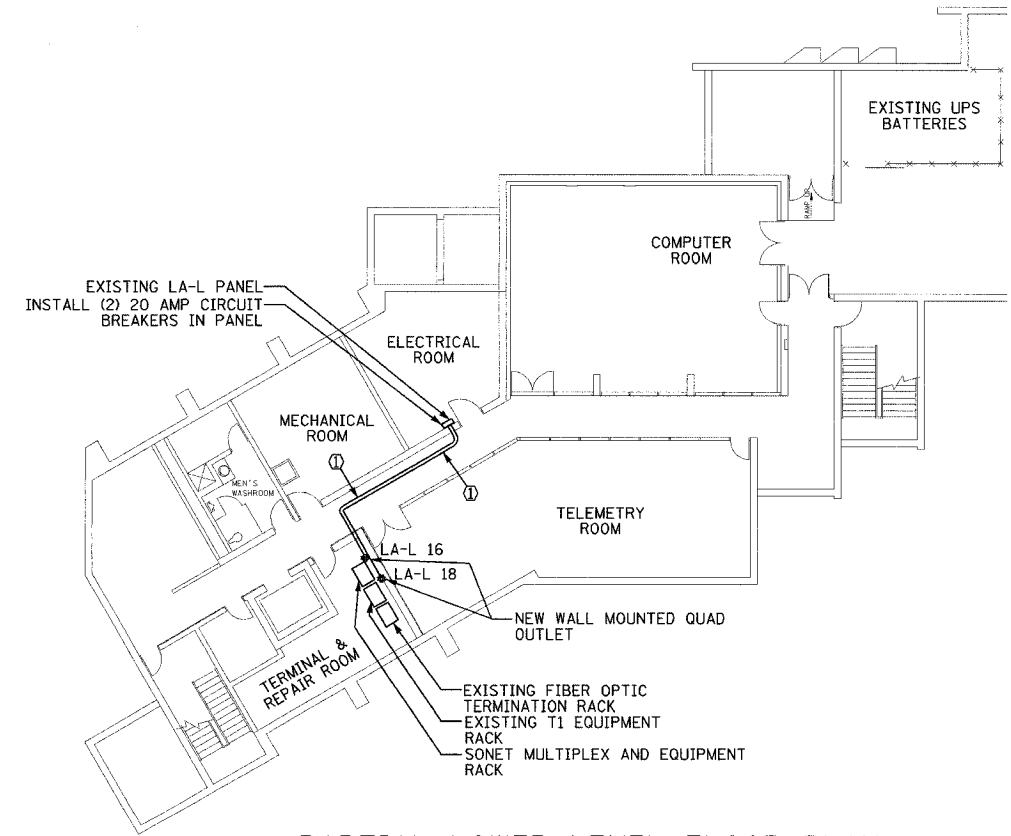 EXISTING UPS
BATTERIES
RAMP DN
COMPUTER
ROOM
EXISTING LA-L PANEL
INSTALL (2) 20 AMP CIRCUIT
BREAKERS IN PANEL
ELECTRICAL
ROOM
MECHANICAL
ROOM
MEN'S
WASHROOM
1
1
TELEMETRY
ROOM
LA-L 16
LA-L 18
NEW WALL MOUNTED QUAD
OUTLET
TERMINAL &
REPAIR ROOM
EXISTING FIBER OPTIC
TERMINATION RACK
EXISTING T1 EQUIPMENT
RACK
SONET MULTIPLEX AND EQUIPMENT
RACK